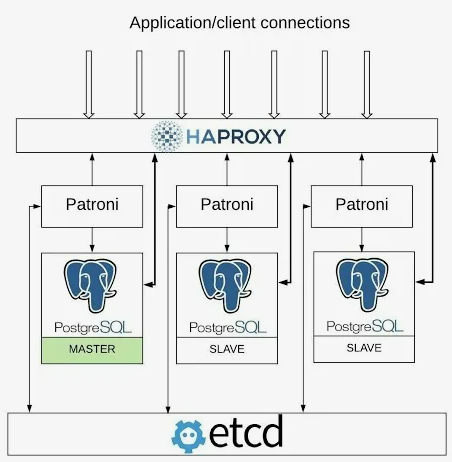 Application/client connections
HAPROXY
Patroni
Patroni
Patroni
PostgreSQL
PostgreSQL
PostgreSQL
MASTER
SLAVE
SLAVE
etcd